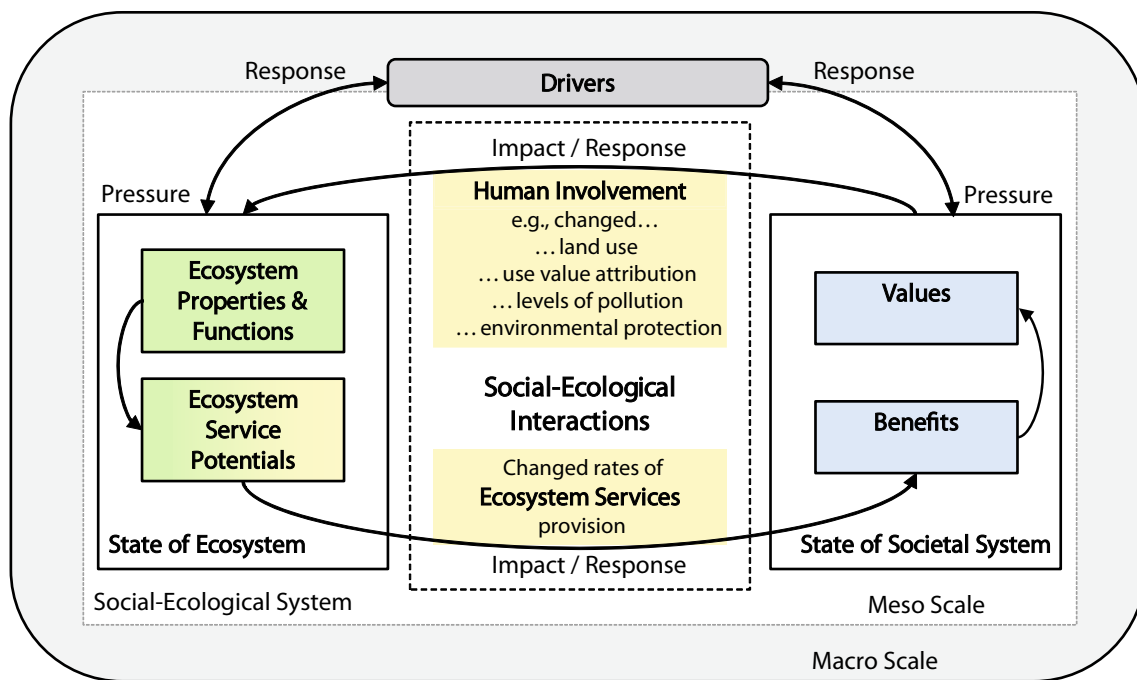 Response
Drivers
Response
Impact / Response
Pressure
Human Involvement
Pressure
e.g., changed…
…land use
…use value attribution
…levels of pollution
…environmental protection
Ecosystem
Properties &
Functions
Values
Social-Ecological
Interactions
Ecosystem
Service
Potentials
Benefits
Changed rates of
Ecosystem Services
provision
State of Ecosystem
State of Societal System
Impact / Response
Social-Ecological System
Meso Scale
Macro Scale